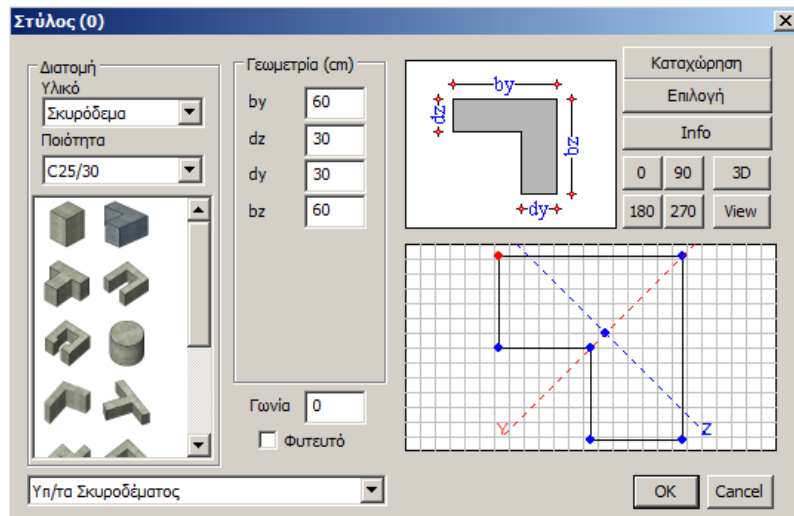 Στύλος (0)
Διατομή
Υλικό
Σκυρόδεμα
Ποιότητα
C25/30
Γεωμετρία (cm)
by 60
dz 30
dy 30
bz 60
Γωνία 0
Φυτευτό
by
dz
bz
dy
Καταχώρηση
Επιλογή
Info
0 90 3D
180 270 View
Y Z
Υπ/τα Σκυροδέματος
OK Cancel